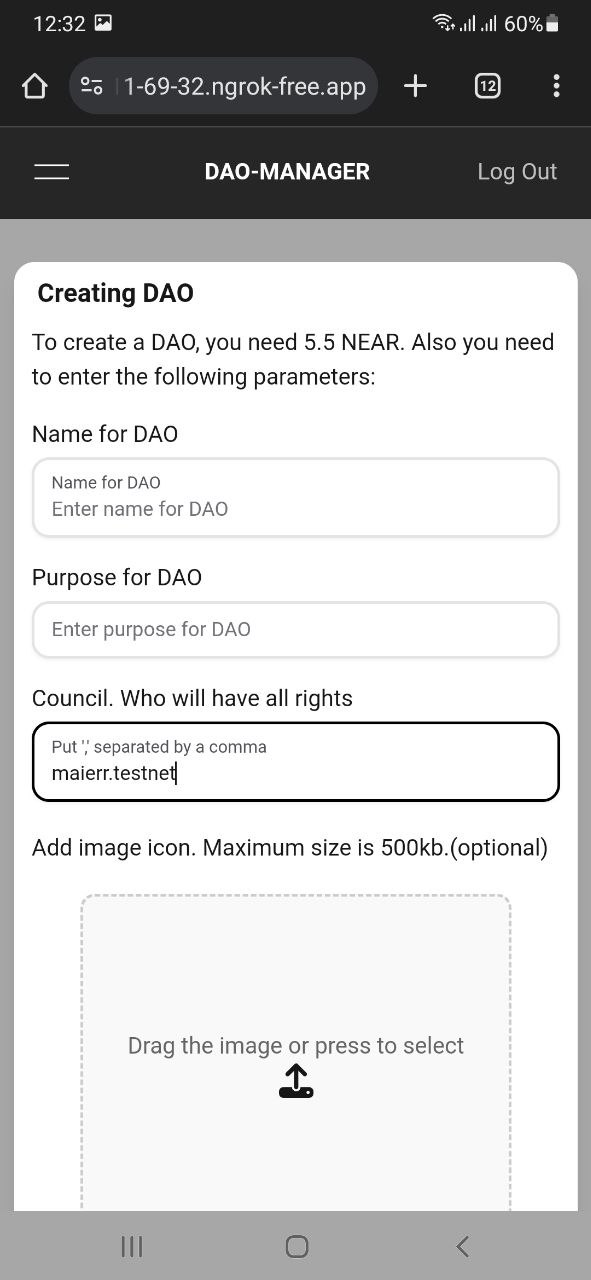 12:32 60%
1-69-32.ngrok-free.app 12
DAO-MANAGER Log Out
Creating DAO
To create a DAO, you need 5.5 NEAR. Also you need
to enter the following parameters:
Name for DAO
Name for DAO
Enter name for DAO
Purpose for DAO
Enter purpose for DAO
Council. Who will have all rights
Put ',' separated by a comma
maierr.testnet
Add image icon. Maximum size is 500kb.(optional)
Drag the image or press to select